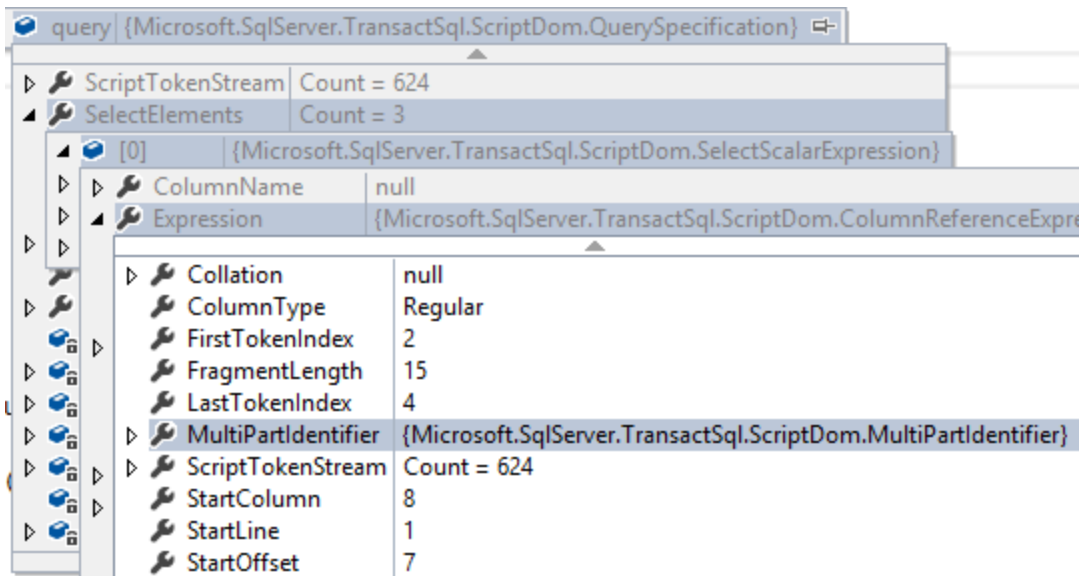 query {Microsoft.SqlServer.TransactSql.ScriptDom.QuerySpecification}
ScriptTokenStream Count = 624
SelectElements Count = 3
[0] {Microsoft.SqlServer.TransactSql.ScriptDom.SelectScalarExpression}
ColumnName null
Expression {Microsoft.SqlServer.TransactSql.ScriptDom.ColumnReferenceExpre
Collation null
ColumnType Regular
FirstTokenIndex 2
FragmentLength 15
LastTokenIndex 4
MultiPartIdentifier {Microsoft.SqlServer.TransactSql.ScriptDom.MultiPartIdentifier}
ScriptTokenStream Count = 624
StartColumn 8
StartLine 1
StartOffset 7